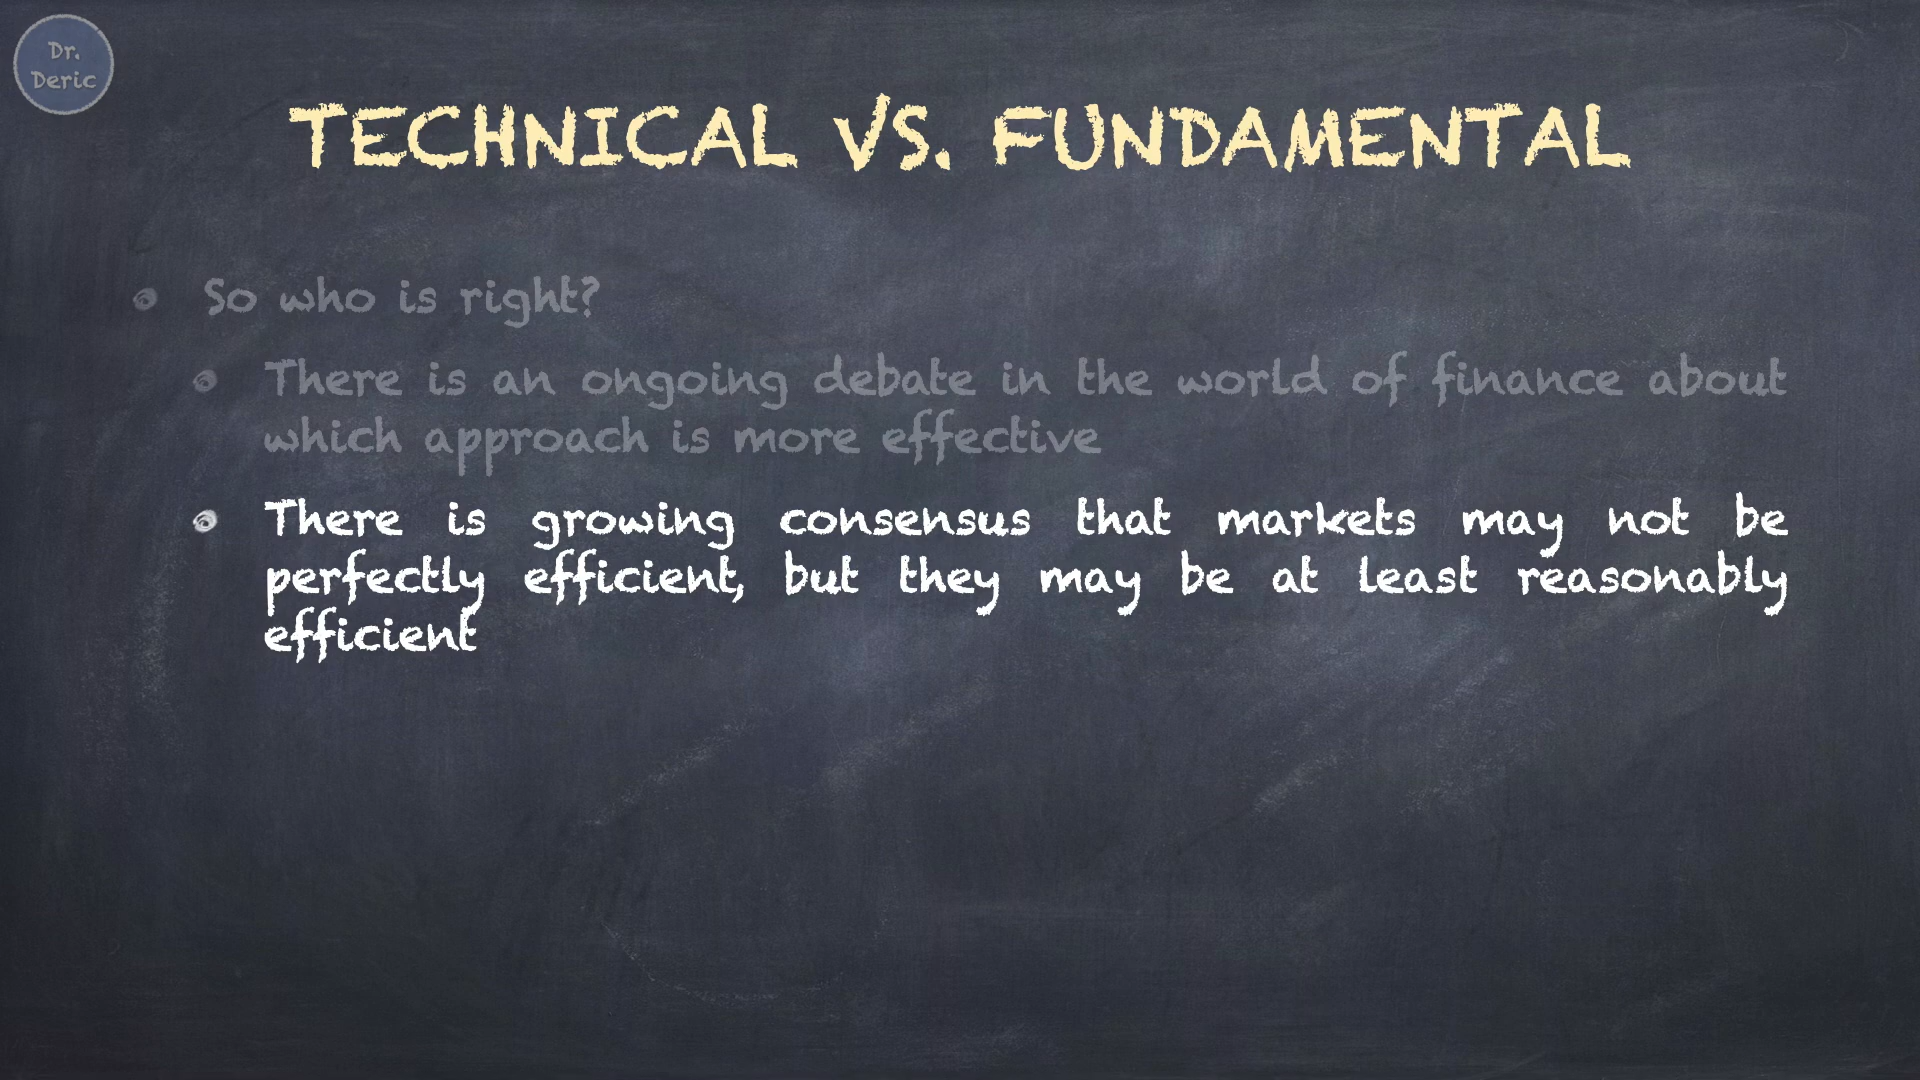 Dr.
Deric
TECHNICAL VS. FUNDAMENTAL
So who is right?
There is an ongoing debate in the world of finance about
which approach is more effective
There is growing consensus that markets may not be
perfectly efficient, but they may be at least reasonably
efficient